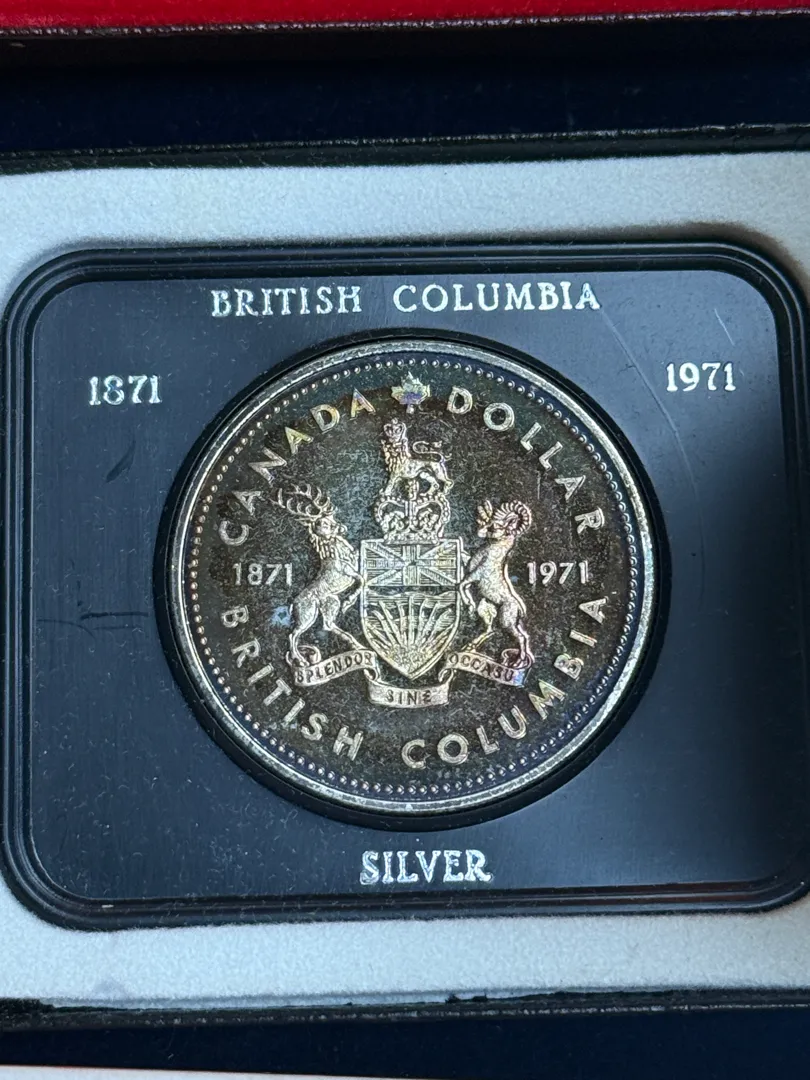 BRITISH COLUMBIA
1871 1971
CANADA DOLLAR
1871 1971
SPLENDOR SINE OCCASU
BRITISH COLUMBIA
SILVER